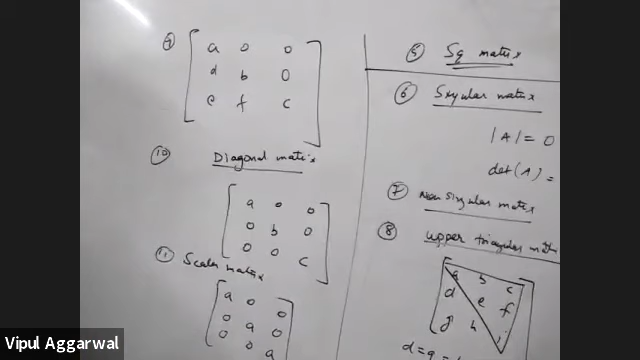 9
a 0 0
d b 0
e f c
10 Diagonal matrix
a 0 0
0 b 0
0 0 c
11 Scalar matrix
a 0 0
0 a 0
0 0 a
5 Sq matrix
6 Singular matrix
|A| = 0
det(A) =
7 Non singular matrix
8 Upper triangular mat
a b c
d e f
g h i
d = g =
Vipul Aggarwal